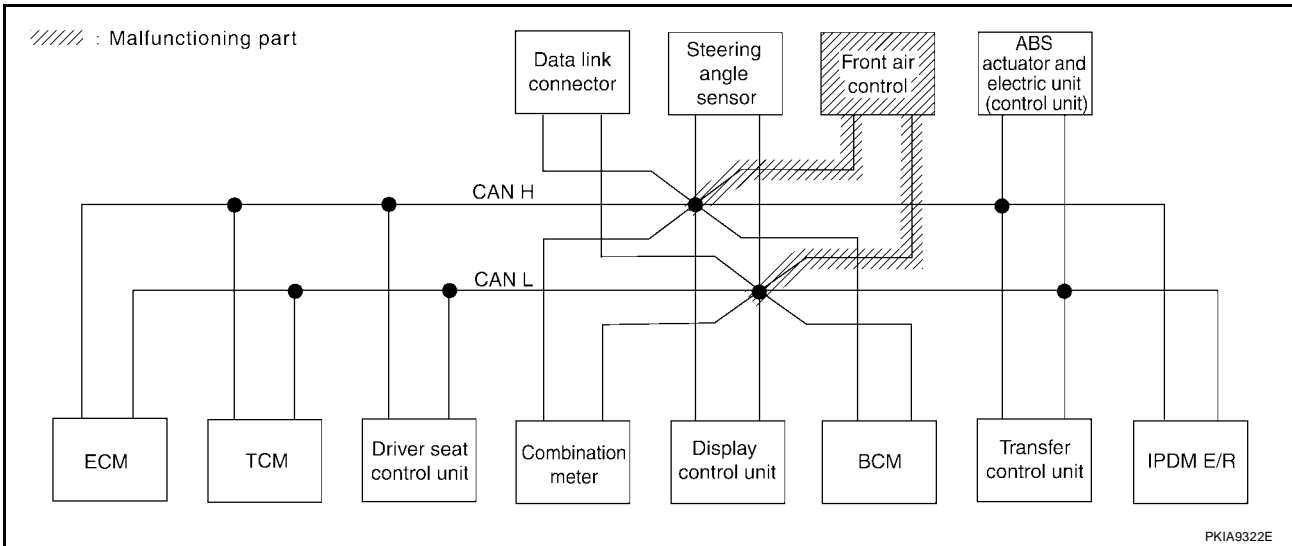 : Malfunctioning part
Data link
connector
Steering
angle
sensor
Front air
control
ABS
actuator and
electric unit
(control unit)
CAN H
CAN L
ECM
TCM
Driver seat
control unit
Combination
meter
Display
control unit
BCM
Transfer
control unit
IPDM E/R
PKIA9322E